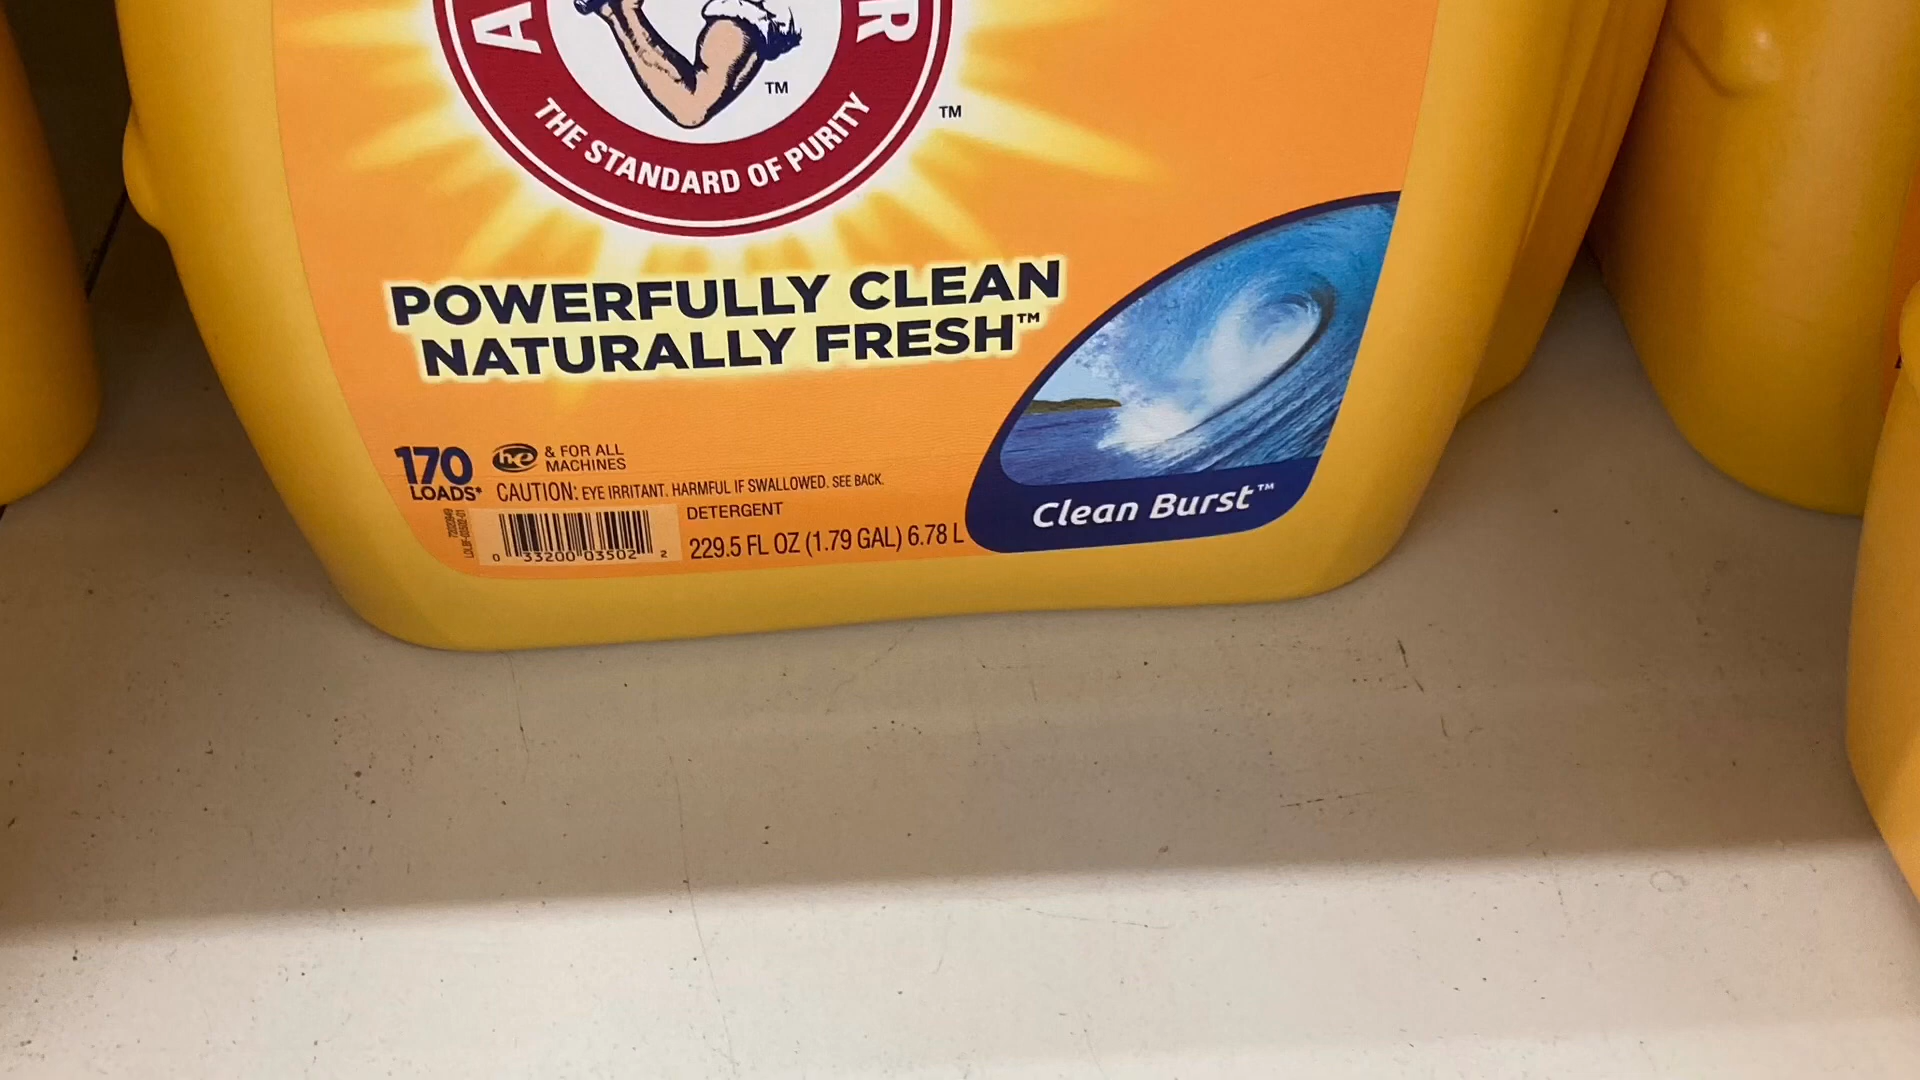 A R
™
™
THE STANDARD OF PURITY
POWERFULLY CLEAN
NATURALLY FRESH™
170
LOADS*
he & FOR ALL
MACHINES
CAUTION: EYE IRRITANT. HARMFUL IF SWALLOWED. SEE BACK.
DETERGENT
229.5 FL OZ (1.79 GAL) 6.78 L
0 33200 03502 2
Clean Burst™